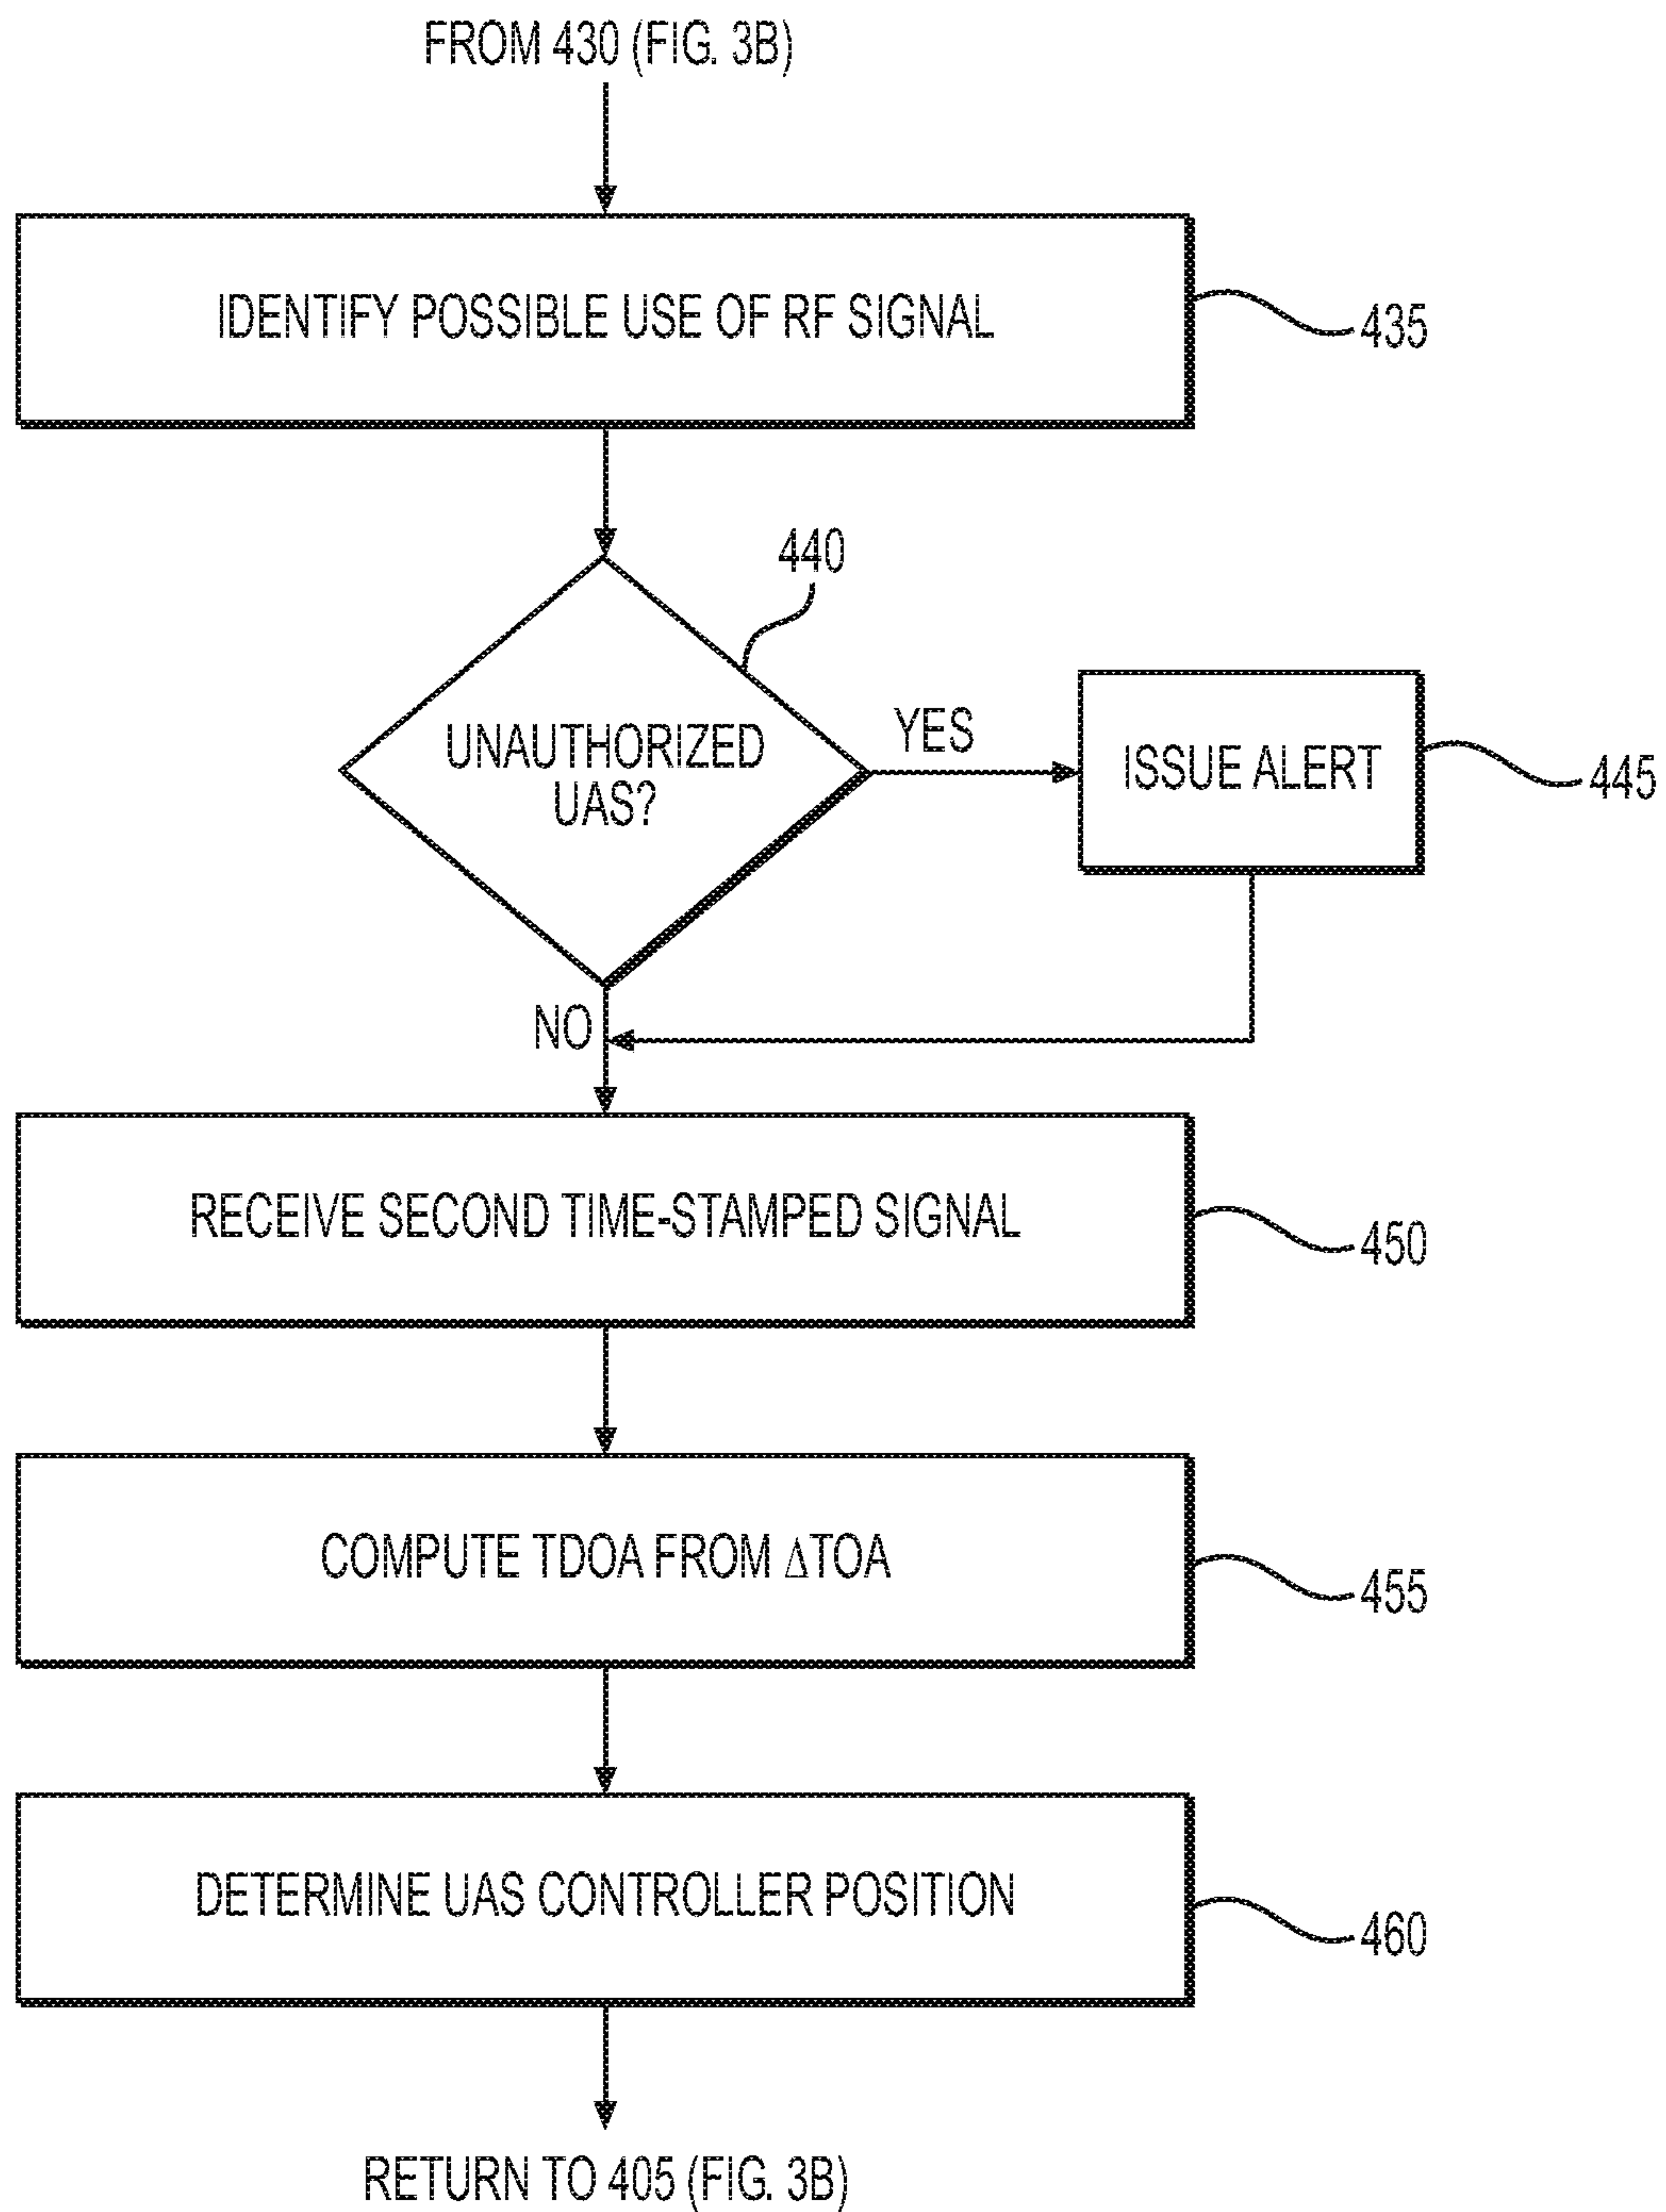 FROM 430 (FIG. 3B)
IDENTIFY POSSIBLE USE OF RF SIGNAL
435
440
UNAUTHORIZED
UAS?
YES
ISSUE ALERT
445
NO
RECEIVE SECOND TIME-STAMPED SIGNAL
450
COMPUTE TDOA FROM ΔTOA
455
DETERMINE UAS CONTROLLER POSITION
460
RETURN TO 405 (FIG. 3B)